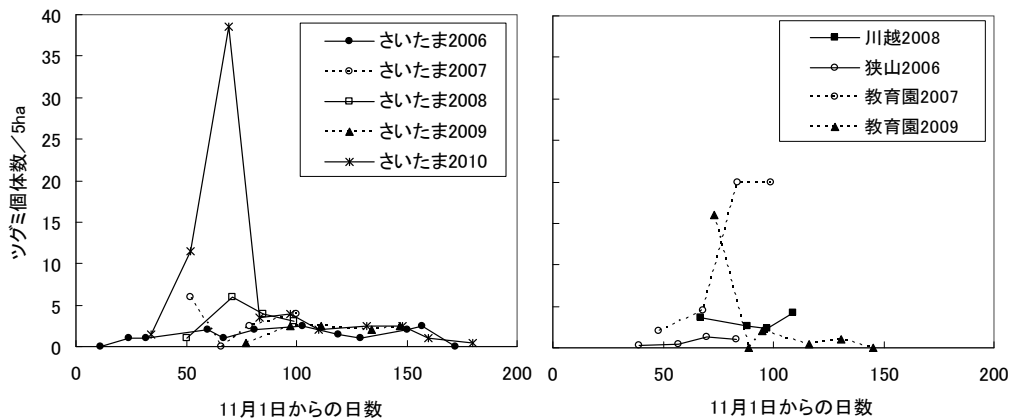 ツグミ個体数/5ha
40
35
30
25
20
15
10
5
0
0 50 100 150 200
11月1日からの日数
さいたま2006
さいたま2007
さいたま2008
さいたま2009
さいたま2010
0 50 100 150 200
11月1日からの日数
川越2008
狭山2006
教育園2007
教育園2009